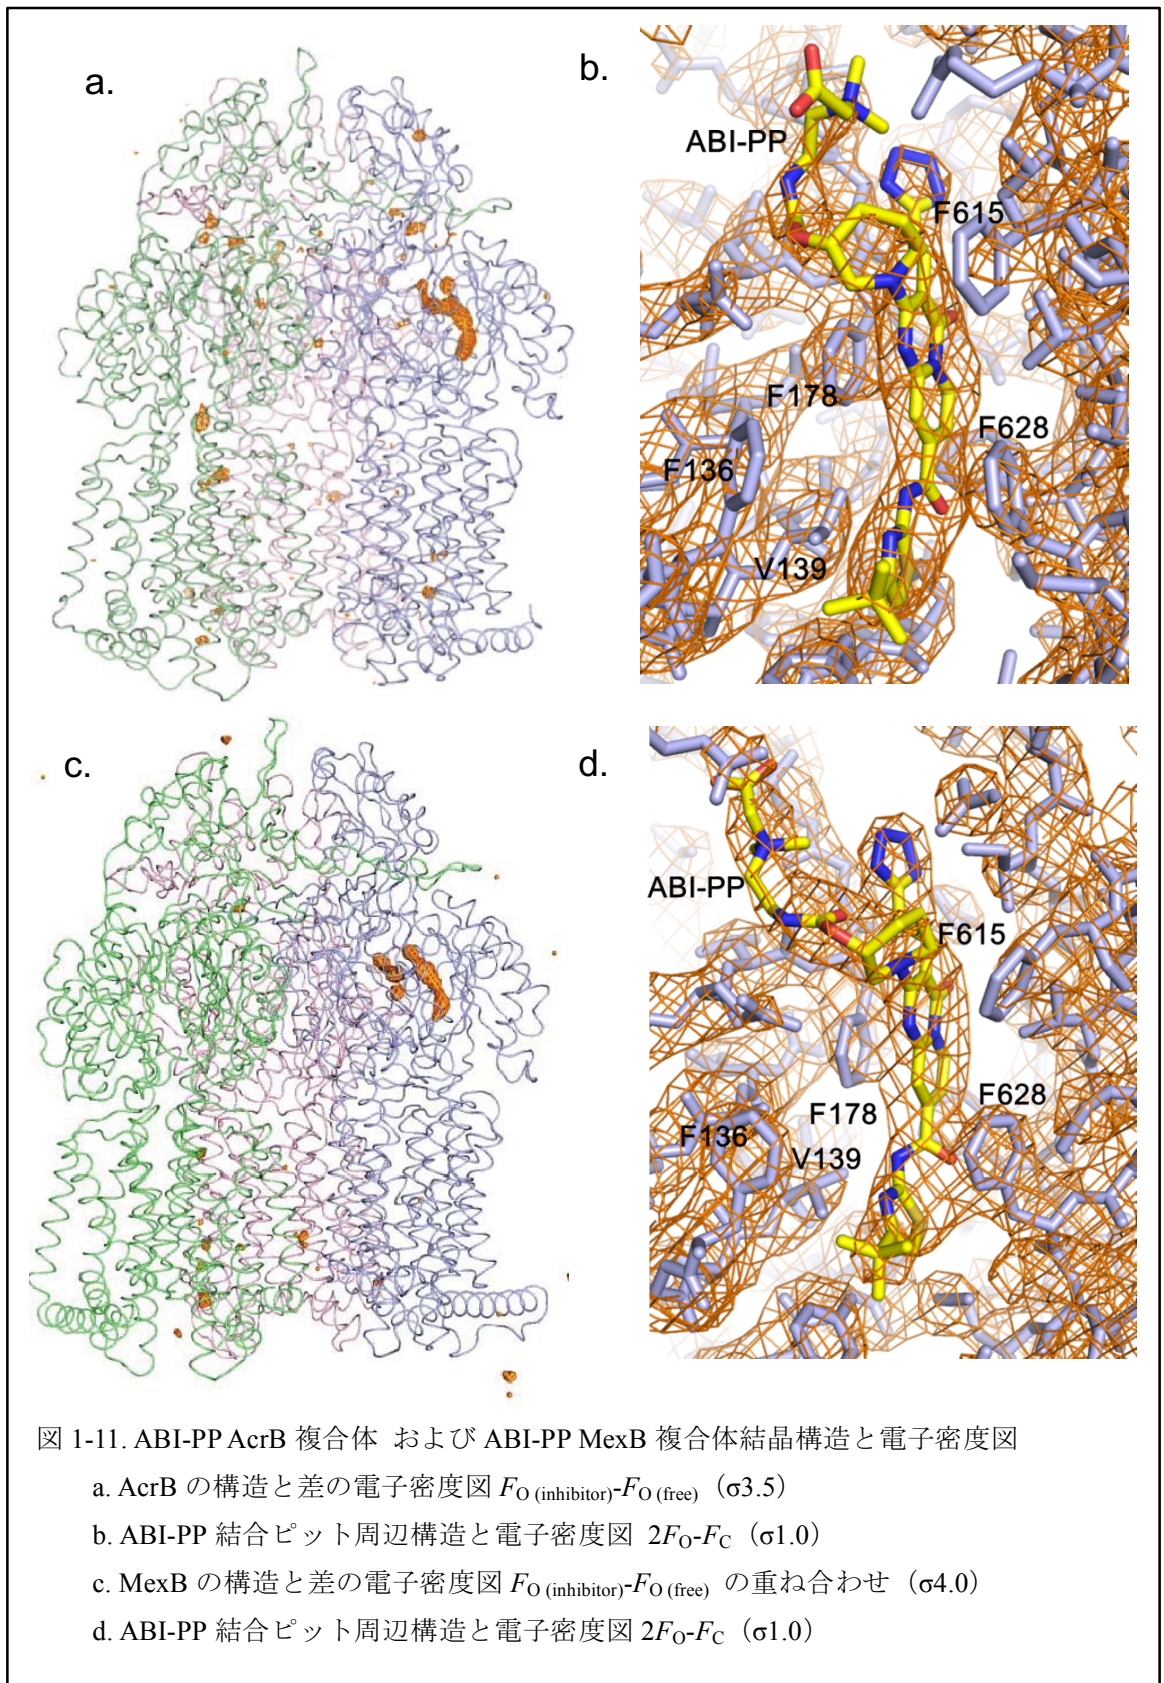 a.
b.
ABI-PP
F615
F178
F628
F136
V139
c.
d.
ABI-PP
F615
F628
F178
F136
V139
図 1-11. ABI-PP AcrB 複合体 および ABI-PP MexB 複合体結晶構造と電子密度図
a. AcrB の構造と差の電子密度図 FO (inhibitor)-FO (free)（σ3.5）
b. ABI-PP 結合ピット周辺構造と電子密度図 2FO-FC（σ1.0）
c. MexB の構造と差の電子密度図 FO (inhibitor)-FO (free) の重ね合わせ（σ4.0）
d. ABI-PP 結合ピット周辺構造と電子密度図 2FO-FC（σ1.0）